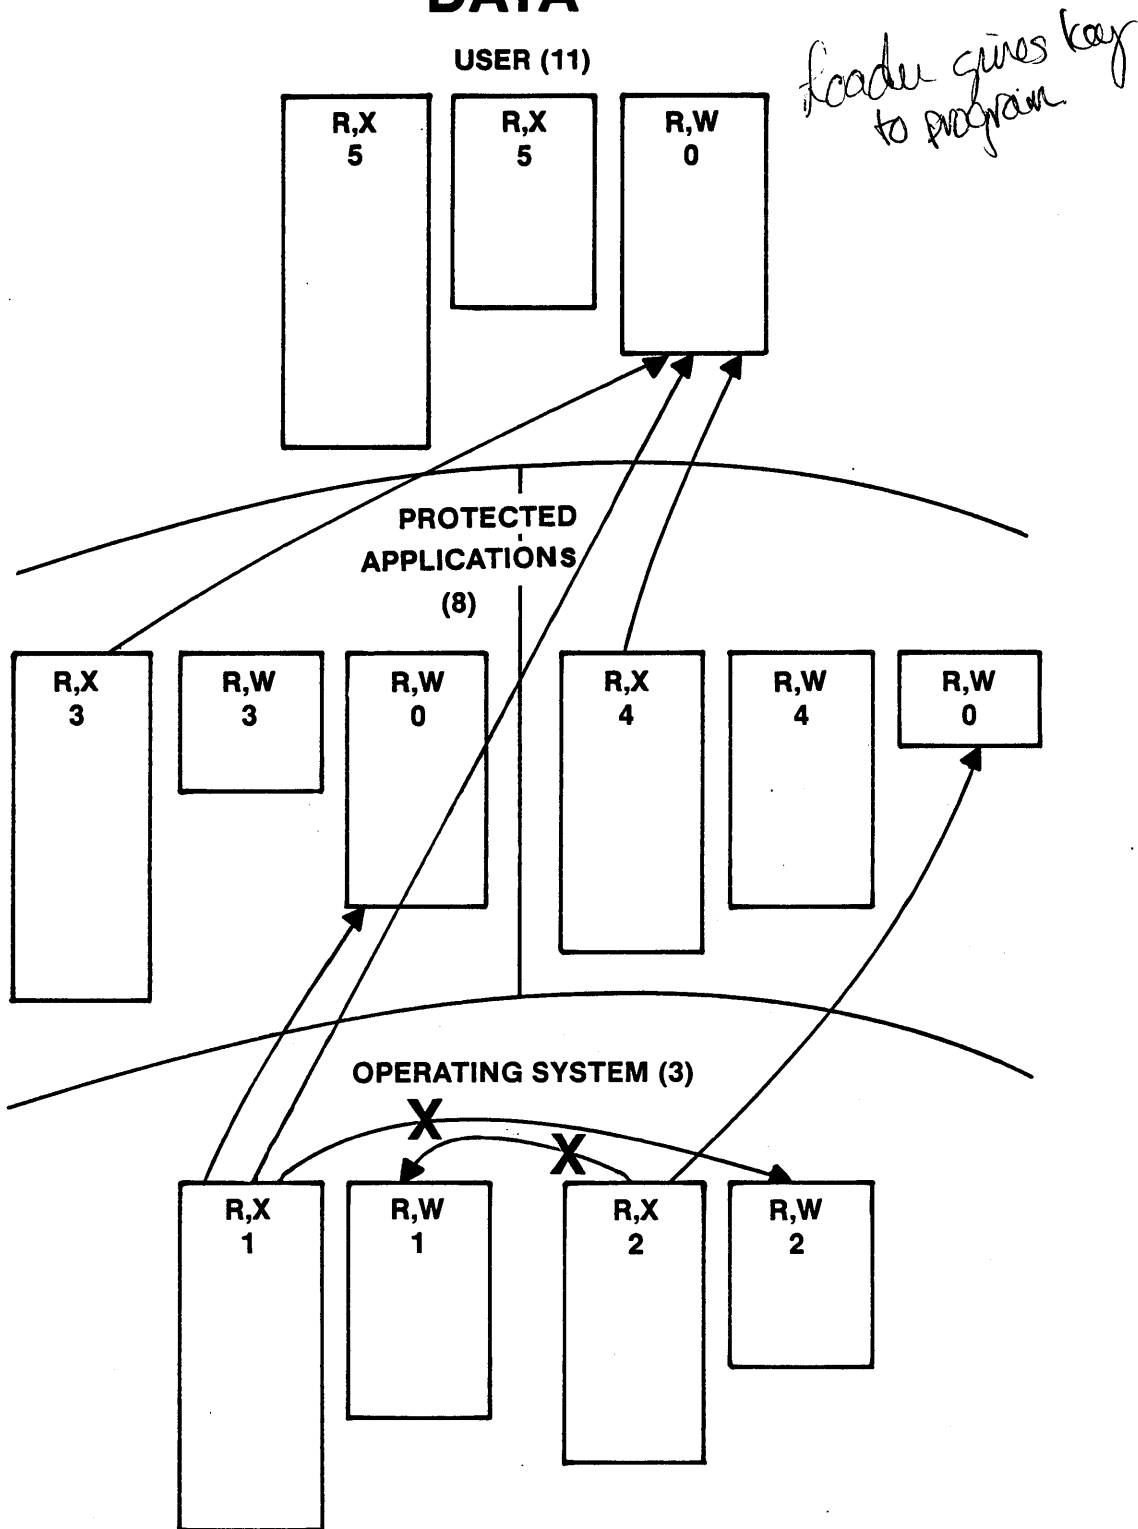 DATA
USER (11)
loader gives key
to program.
R,X
5
R,X
5
R,W
0
PROTECTED
APPLICATIONS
(8)
R,X
3
R,W
3
R,W
0
R,X
4
R,W
4
R,W
0
OPERATING SYSTEM (3)
X
X
R,X
1
R,W
1
R,X
2
R,W
2